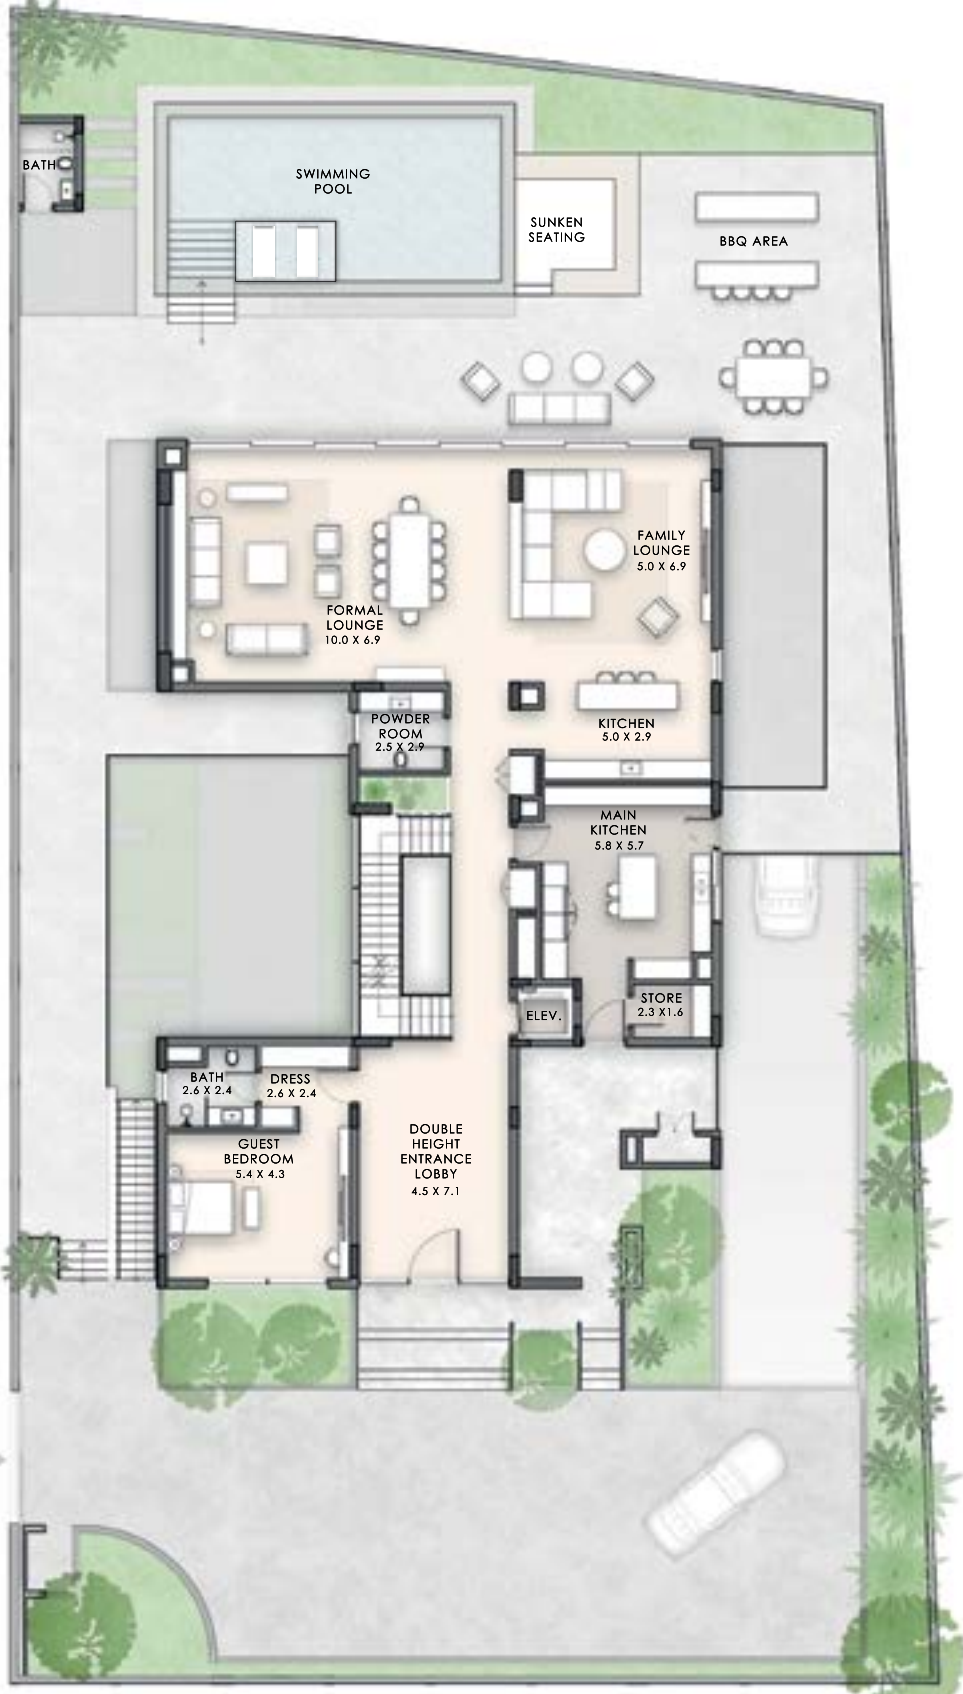 BATH
SWIMMING
POOL
SUNKEN
SEATING
BBQ AREA
FAMILY
LOUNGE
5.0 X 6.9
FORMAL
LOUNGE
10.0 X 6.9
POWDER
ROOM
2.5 X 2.9
KITCHEN
5.0 X 2.9
MAIN
KITCHEN
5.8 X 5.7
ELEV.
STORE
2.3 X1.6
BATH
2.6 X 2.4
DRESS
2.6 X 2.4
GUEST
BEDROOM
5.4 X 4.3
DOUBLE
HEIGHT
ENTRANCE
LOBBY
4.5 X 7.1